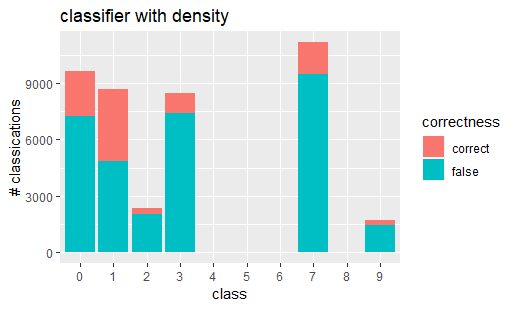 classifier with density
# classications
9000
6000
3000
0
0 1 2 3 4 5 6 7 8 9
class
correctness
correct
false